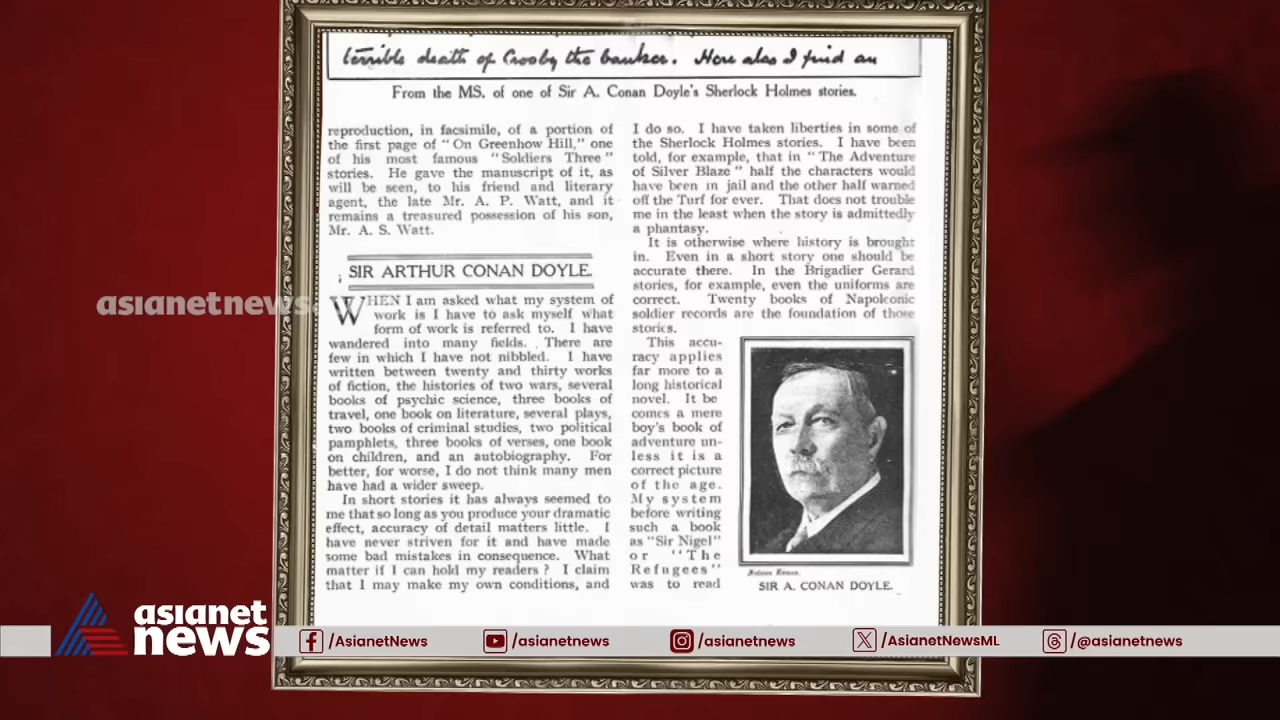 terrible death of Crosby the banker. Here also I find an
From the MS. of one of Sir A. Conan Doyle's Sherlock Holmes stories.
reproduction, in facsimile, of a portion of
the first page of "On Greenhow Hill," one
of his most famous "Soldiers Three"
stories. He gave the manuscript of it, as
will be seen, to his friend and literary
agent, the late Mr. A. P. Watt, and it
remains a treasured possession of his son,
Mr. A. S. Watt.
SIR ARTHUR CONAN DOYLE.
WHEN I am asked what my system of
work is I have to ask myself what
form of work is referred to. I have
wandered into many fields. There are
few in which I have not nibbled. I have
written between twenty and thirty works
of fiction, the histories of two wars, several
books of psychic science, three books of
travel, one book on literature, several plays,
two books of criminal studies, two political
pamphlets, three books of verses, one book
on children, and an autobiography. For
better, for worse, I do not think many men
have had a wider sweep.
In short stories it has always seemed to
me that so long as you produce your dramatic
effect, accuracy of detail matters little. I
have never striven for it and have made
some bad mistakes in consequence. What
matter if I can hold my readers? I claim
that I may make my own conditions, and
I do so. I have taken liberties in some of
the Sherlock Holmes stories. I have been
told, for example, that in "The Adventure
of Silver Blaze" half the characters would
have been in jail and the other half warned
off the Turf for ever. That does not trouble
me in the least when the story is admittedly
a phantasy.
It is otherwise where history is brought
in. Even in a short story one should be
accurate there. In the Brigadier Gerard
stories, for example, even the uniforms are
correct. Twenty books of Napoleonic
soldier records are the foundation of those
stories.
This accu-
racy applies
far more to a
long historical
novel. It be
comes a mere
boy's book of
adventure un-
less it is a
correct picture
of the age.
My system
before writing
such a book
as "Sir Nigel"
or "The
Refugees"
was to read
Nelson Evans.
SIR A. CONAN DOYLE.
asianetnews
asianet
news
/AsianetNews
/asianetnews
/asianetnews
/AsianetNewsML
/@asianetnews